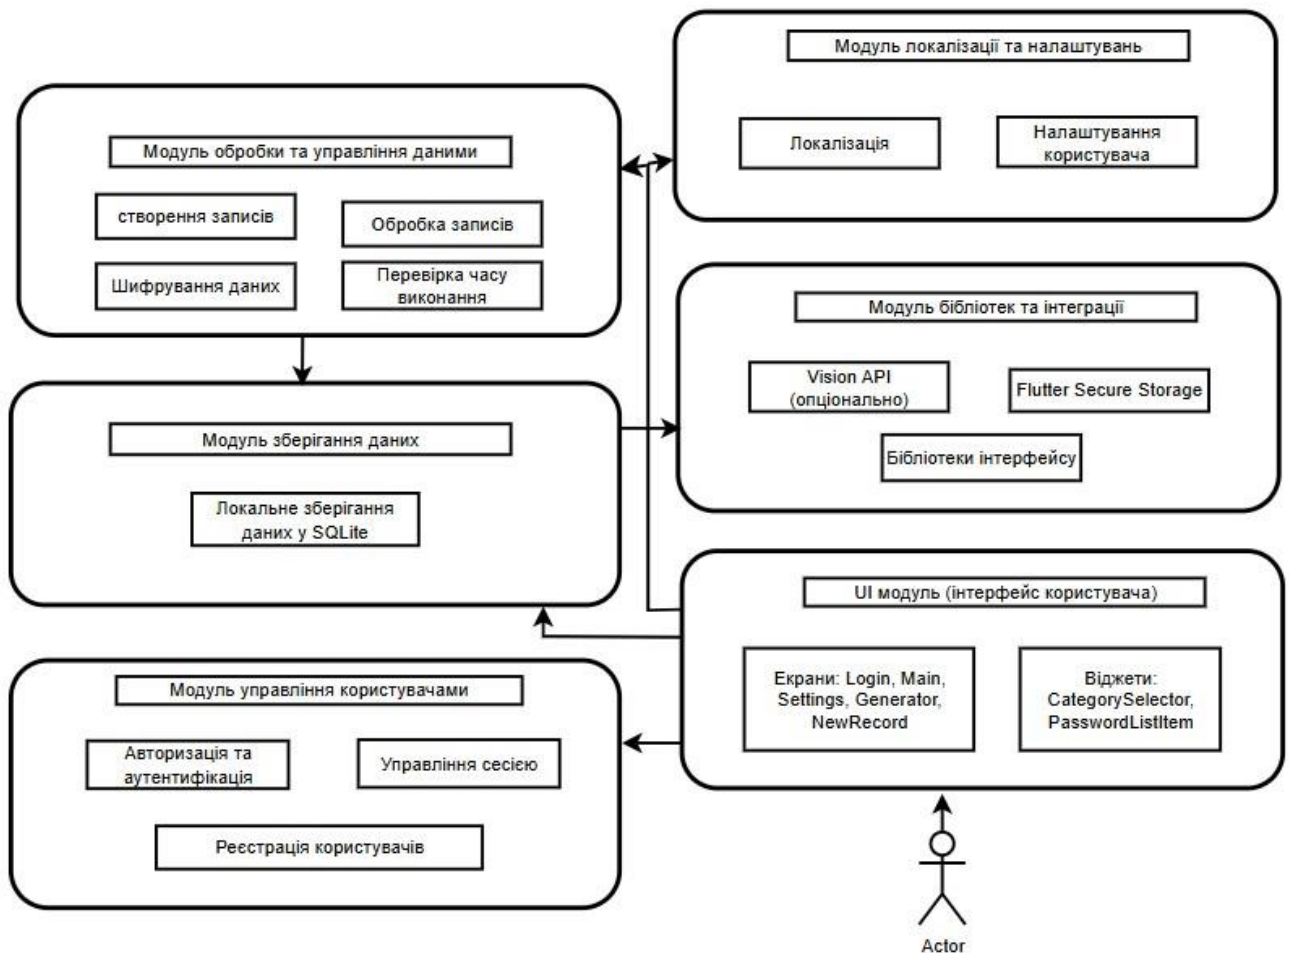 Модуль локалізації та налаштувань
Локалізація
Налаштування
користувача
Модуль обробки та управління даними
створення записів
Обробка записів
Шифрування даних
Перевірка часу
виконання
Модуль бібліотек та інтеграції
Vision API
(опціонально)
Flutter Secure Storage
Бібліотеки інтерфейсу
Модуль зберігання даних
Локальне зберігання
даних у SQLite
UI модуль (інтерфейс користувача)
Екрани: Login, Main,
Settings, Generator,
NewRecord
Віджети:
CategorySelector,
PasswordListItem
Модуль управління користувачами
Авторизація та
аутентифікація
Управління сесією
Реєстрація користувачів
Actor